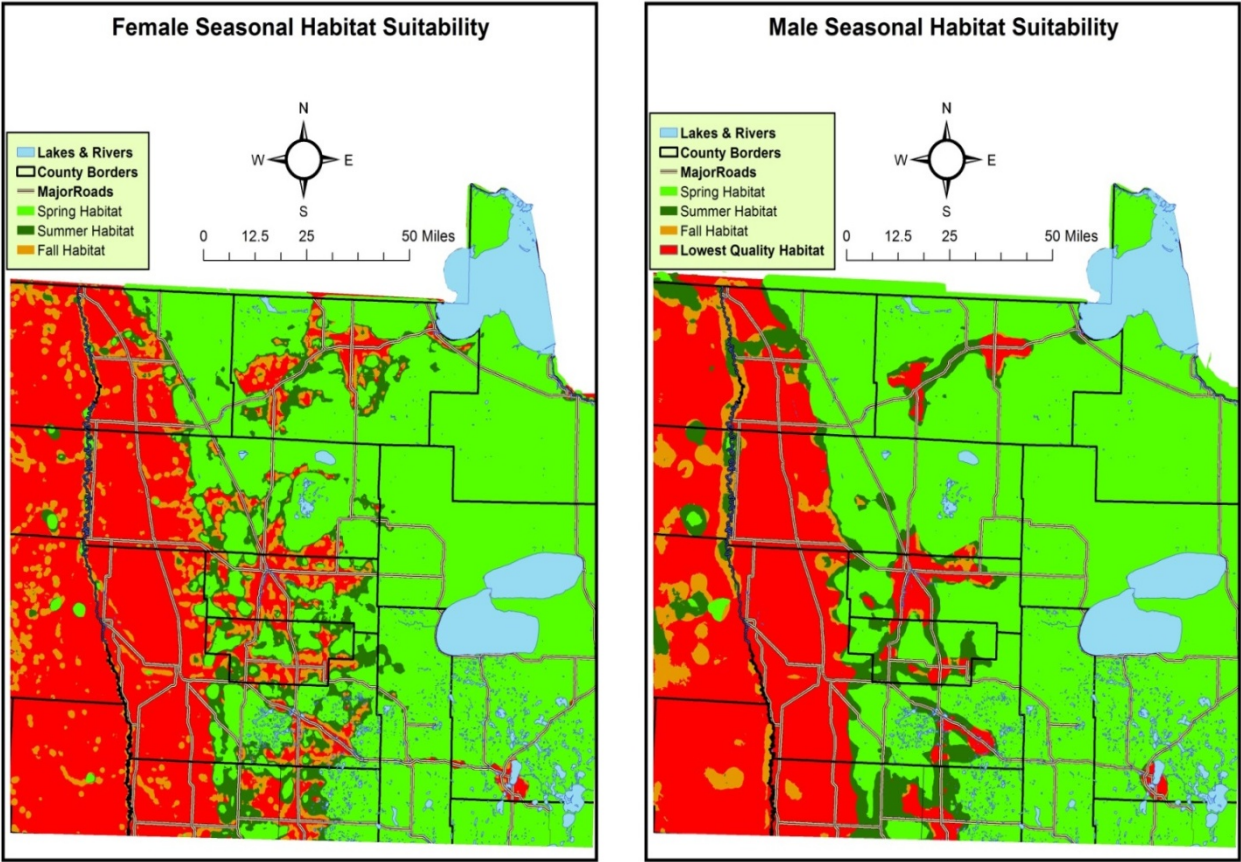 Female Seasonal Habitat Suitability
N
W
E
S
Lakes & Rivers
County Borders
MajorRoads
Spring Habitat
Summer Habitat
Fall Habitat
0 12.5 25 50 Miles
Male Seasonal Habitat Suitability
N
W
E
S
Lakes & Rivers
County Borders
MajorRoads
Spring Habitat
Summer Habitat
Fall Habitat
Lowest Quality Habitat
0 12.5 25 50 Miles